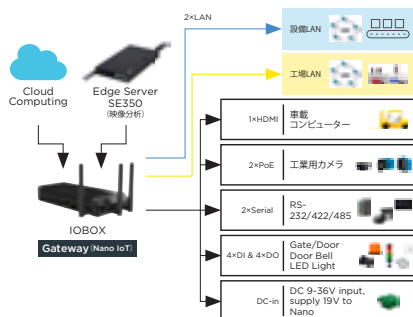 2×LAN
設備LAN
工場LAN
Cloud
Computing
Edge Server
SE350
(映像分析)
IOBOX
Gateway(Nano IoT)
1×HDMI
車載
コンピューター
2×PoE
工業用カメラ
2×Serial
RS-
232/422/485
4×DI & 4×DO
Gate/Door
Door Bell
LED Light
DC-in
DC 9-36V input,
supply 19V to
Nano